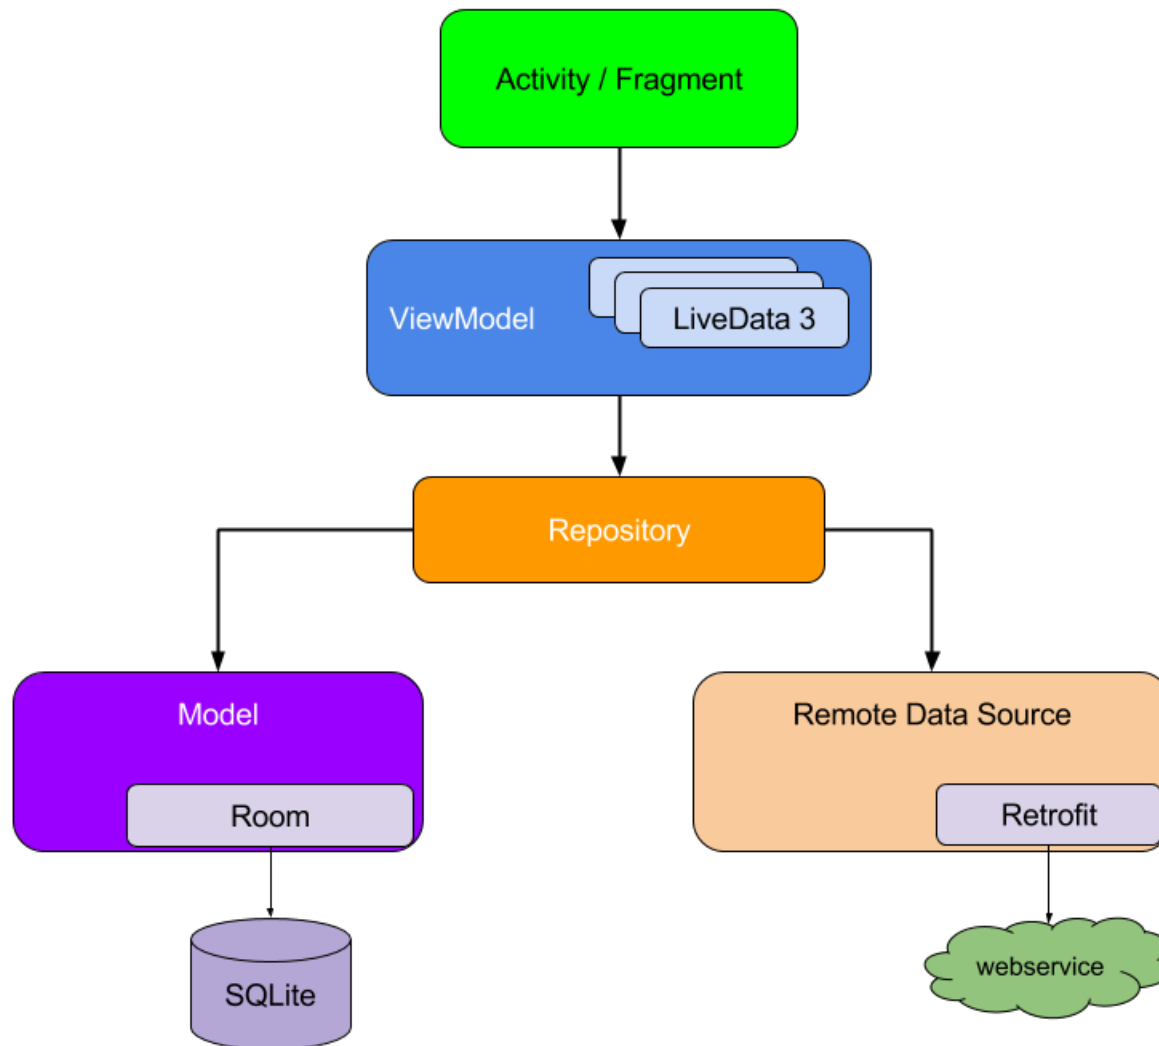 Activity / Fragment
ViewModel
LiveData 3
Repository
Model
Remote Data Source
Room
Retrofit
SQLite
webservice